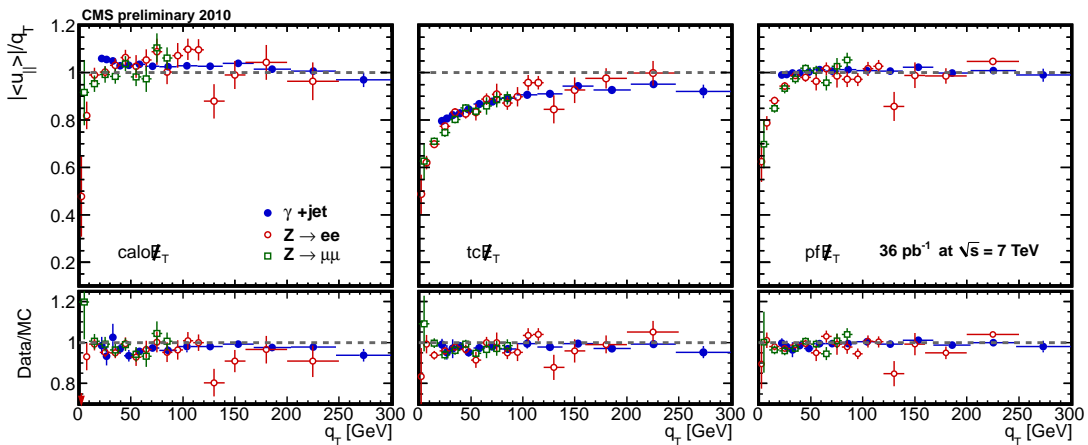 CMS preliminary 2010
|<u||>|/qT
1.2
1
0.8
0.6
0.4
0.2
γ +jet
Z → ee
Z → μμ
caloE̸T
tcE̸T
pfE̸T
36 pb⁻¹ at √s = 7 TeV
Data/MC
1.2
1
0.8
0 50 100 150 200 250 300
0 50 100 150 200 250 300
0 50 100 150 200 250 300
qT [GeV]
qT [GeV]
qT [GeV]